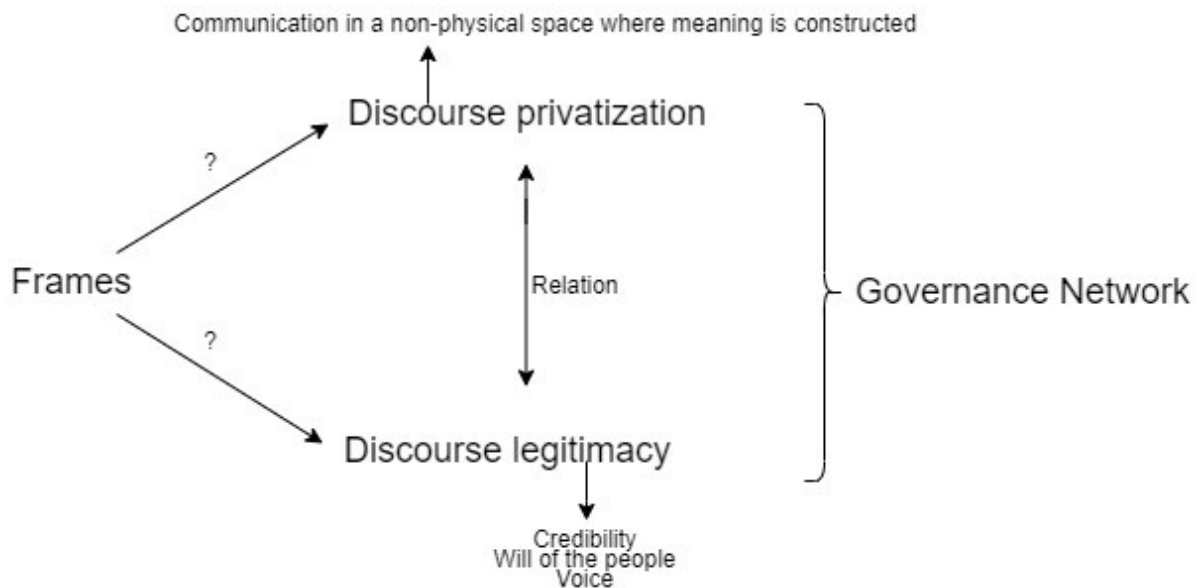 Communication in a non-physical space where meaning is constructed
Discourse privatization
?
Frames
Relation
Governance Network
?
Discourse legitimacy
Credibility
Will of the people
Voice